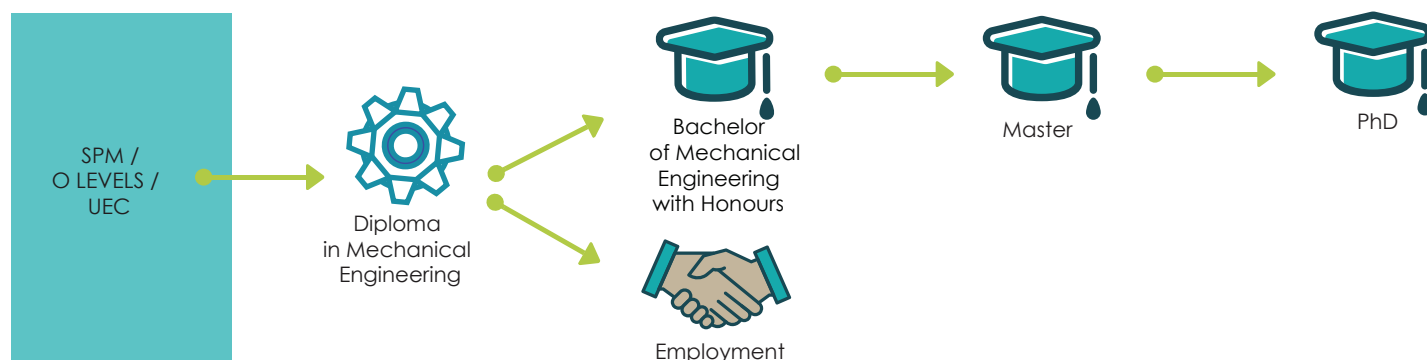 SPM /
O LEVELS /
UEC
Diploma
in Mechanical
Engineering
Bachelor
of Mechanical
Engineering
with Honours
Employment
Master
PhD